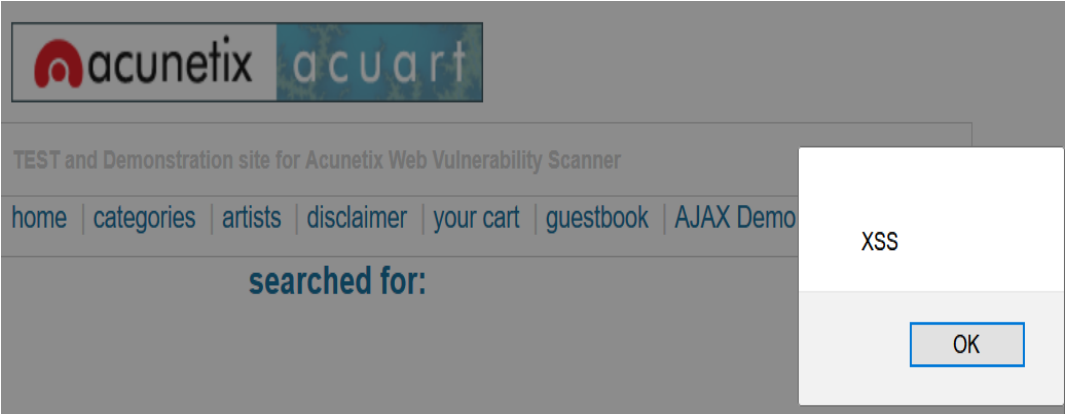 acunetix acuart
TEST and Demonstration site for Acunetix Web Vulnerability Scanner
home | categories | artists | disclaimer | your cart | guestbook | AJAX Demo
searched for:
XSS
OK